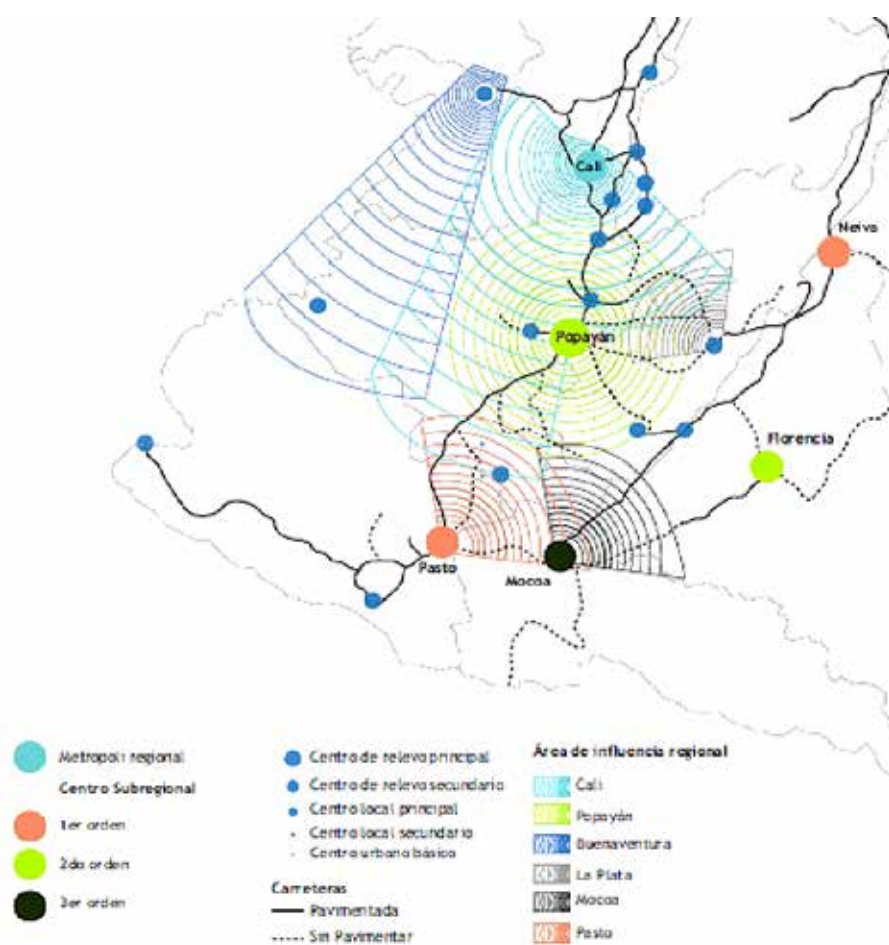 Cali
Neiva
Popayán
Florencia
Pasto
Mocoa
Metropoli regional
Centro Subregional
1er orden
2do orden
3er orden
Centro de relevo principal
Centro de relevo secundario
Centro local principal
Centro local secundario
Centro urbano básico
Carreteras
Pavimentada
Sin Pavimentar
Área de influencia regional
Cali
Popayán
Buenaventura
La Plata
Mocoa
Pasto